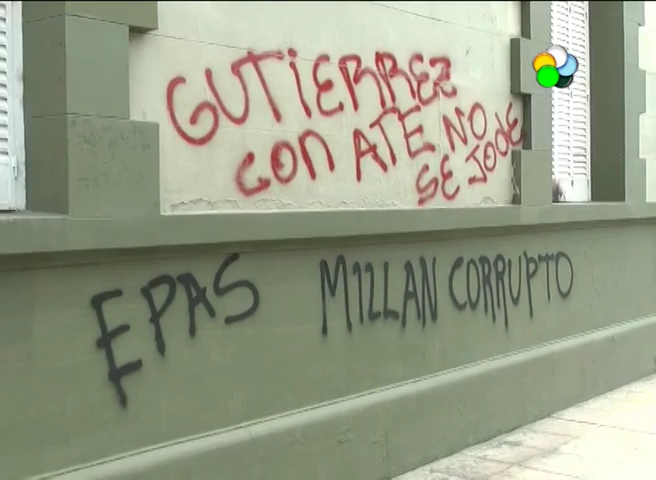 GUTIERREZ
CON ATE NO
SE JODE
EPAS MILLAN CORRUPTO